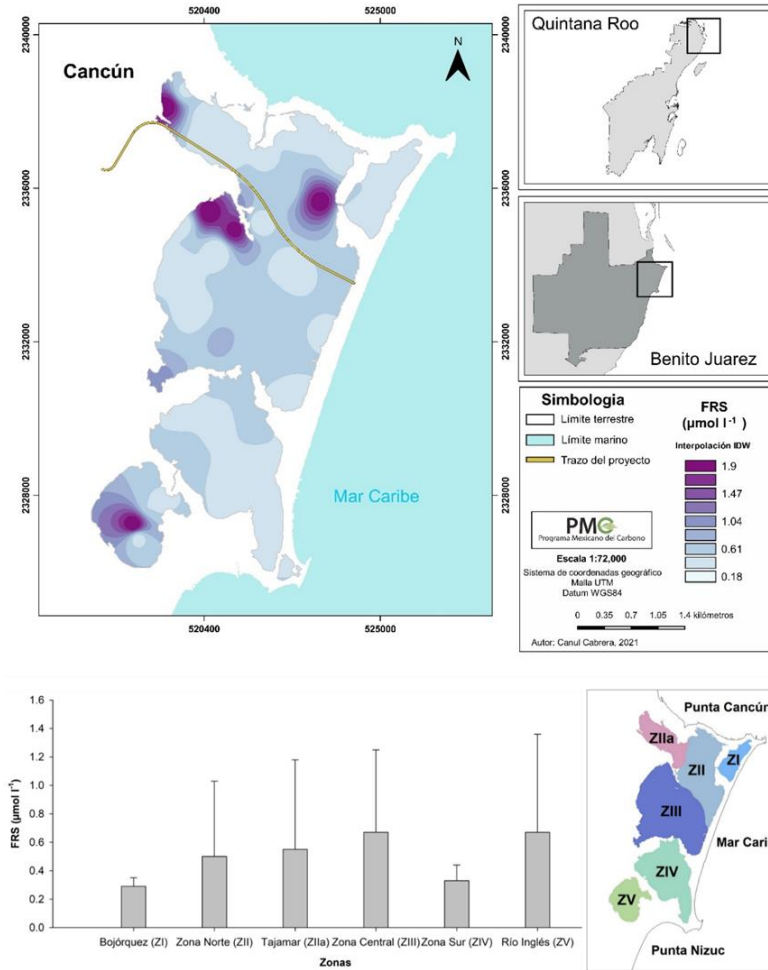 520400
525000
2340000
2340000
N
Cancún
2336000
2336000
2332000
2332000
2328000
2328000
Mar Caribe
520400
525000
Quintana Roo
Benito Juarez
Simbologia
Límite terrestre
Límite marino
Trazo del proyecto
FRS
(µmol l⁻¹ )
Interpolación IDW
1.9
1.47
1.04
0.61
0.18
PMC
Programa Mexicano del Carbono
Escala 1:72,000
Sistema de coordenadas geográfico
Malla UTM
Datum WGS84
0 0.35 0.7 1.05 1.4 kilómetros
Autor: Canul Cabrera, 2021
FRS (µmol l⁻¹)
1.6
1.4
1.2
1.0
0.8
0.6
0.4
0.2
0.0
Bojórquez (ZI) Zona Norte (ZII) Tajamar (ZIIa) Zona Central (ZIII) Zona Sur (ZIV) Río Inglés (ZV)
Zonas
Punta Cancún
ZIIa
ZI
ZII
ZIII
Mar Cari
ZIV
ZV
Punta Nizuc